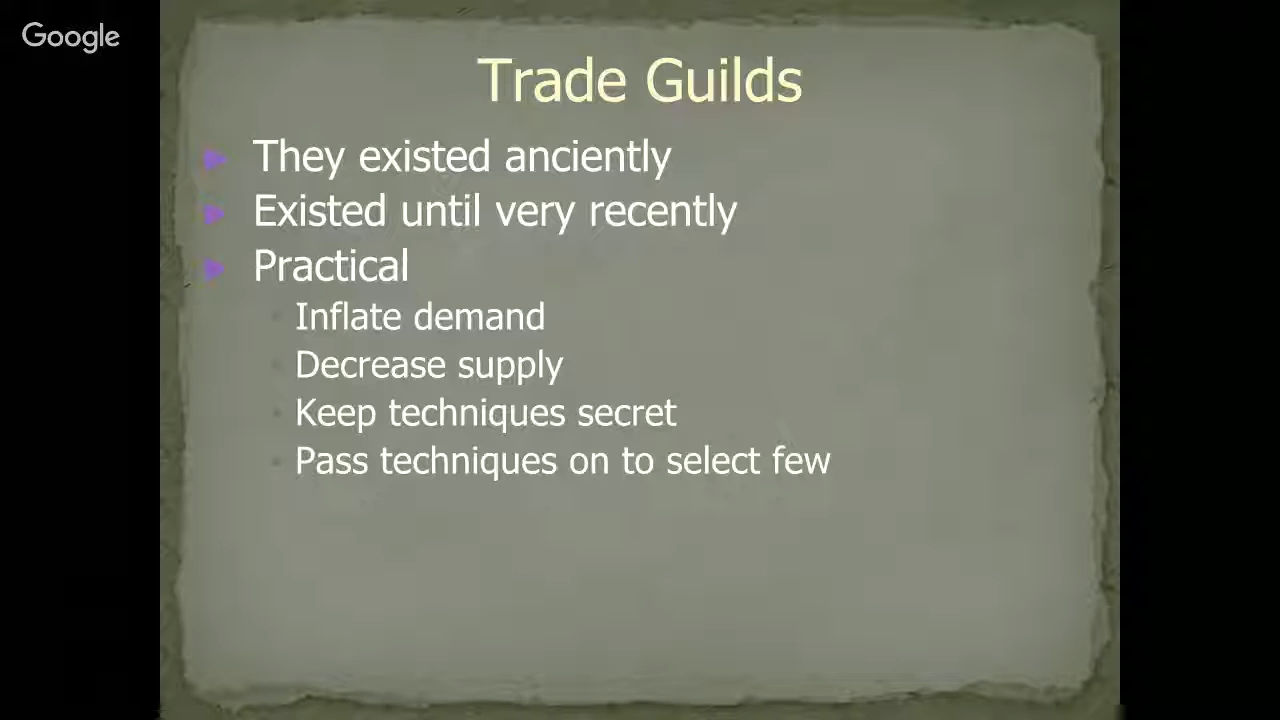 Google
Trade Guilds
They existed anciently
Existed until very recently
Practical
Inflate demand
Decrease supply
Keep techniques secret
Pass techniques on to select few